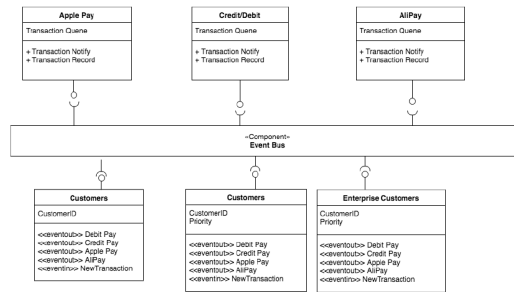 Apple Pay
Transaction Quene
+ Transaction Notify
+ Transaction Record
Credit/Debit
Transaction Quene
+ Transaction Notify
+ Transaction Record
AliPay
Transaction Quene
+ Transaction Notify
+ Transaction Record
«Component»
Event Bus
Customers
CustomerID
<<eventout>> Debit Pay
<<eventout>> Credit Pay
<<eventout>> Apple Pay
<<eventout>> AliPay
<<eventin>> NewTransaction
Customers
CustomerID
Priority
<<eventout>> Debit Pay
<<eventout>> Credit Pay
<<eventout>> Apple Pay
<<eventout>> AliPay
<<eventin>> NewTransaction
Enterprise Customers
CustomerID
Priority
<<eventout>> Debit Pay
<<eventout>> Credit Pay
<<eventout>> Apple Pay
<<eventout>> AliPay
<<eventin>> NewTransaction